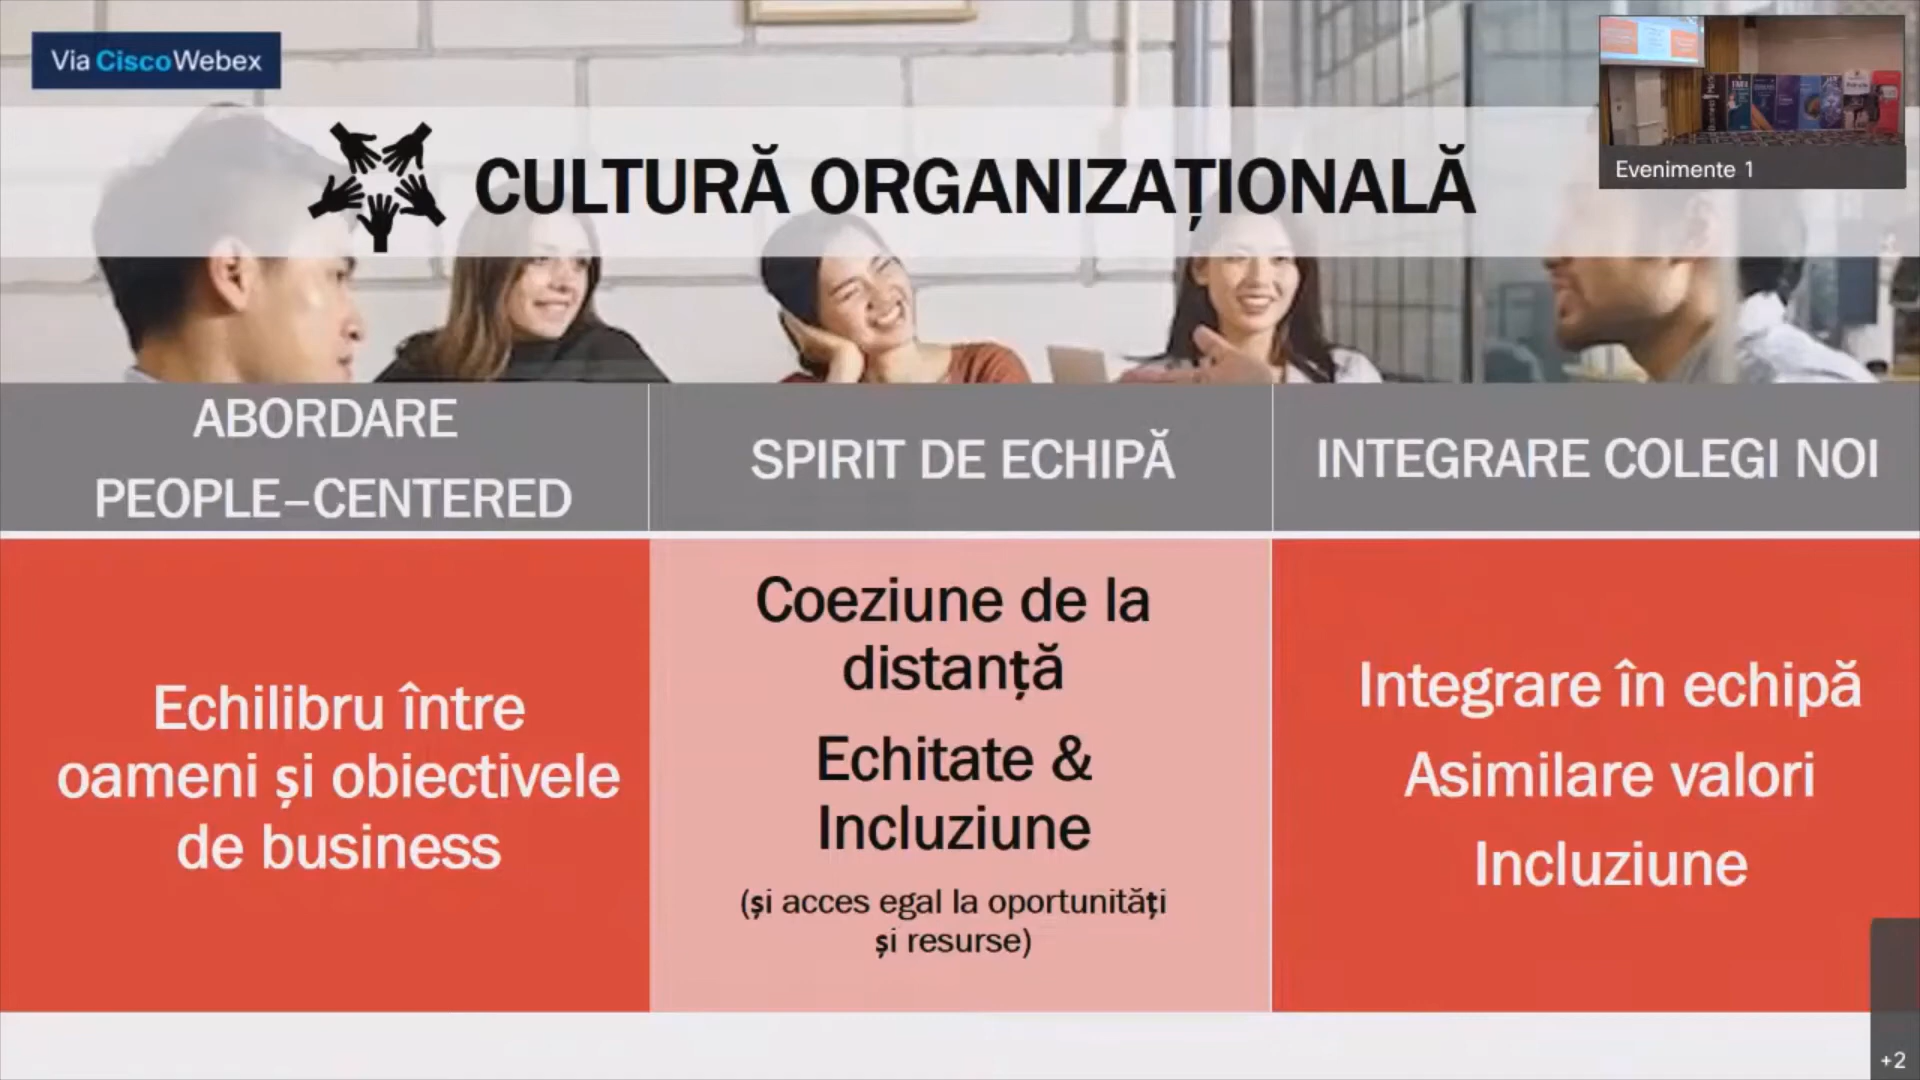 Via CiscoWebex
Evenimente 1
CULTURĂ ORGANIZAȚIONALĂ
ABORDARE
PEOPLE–CENTERED
SPIRIT DE ECHIPĂ
INTEGRARE COLEGI NOI
Echilibru între
oameni și obiectivele
de business
Coeziune de la
distanță
Echitate &
Incluziune
(și acces egal la oportunități
și resurse)
Integrare în echipă
Asimilare valori
Incluziune
+2